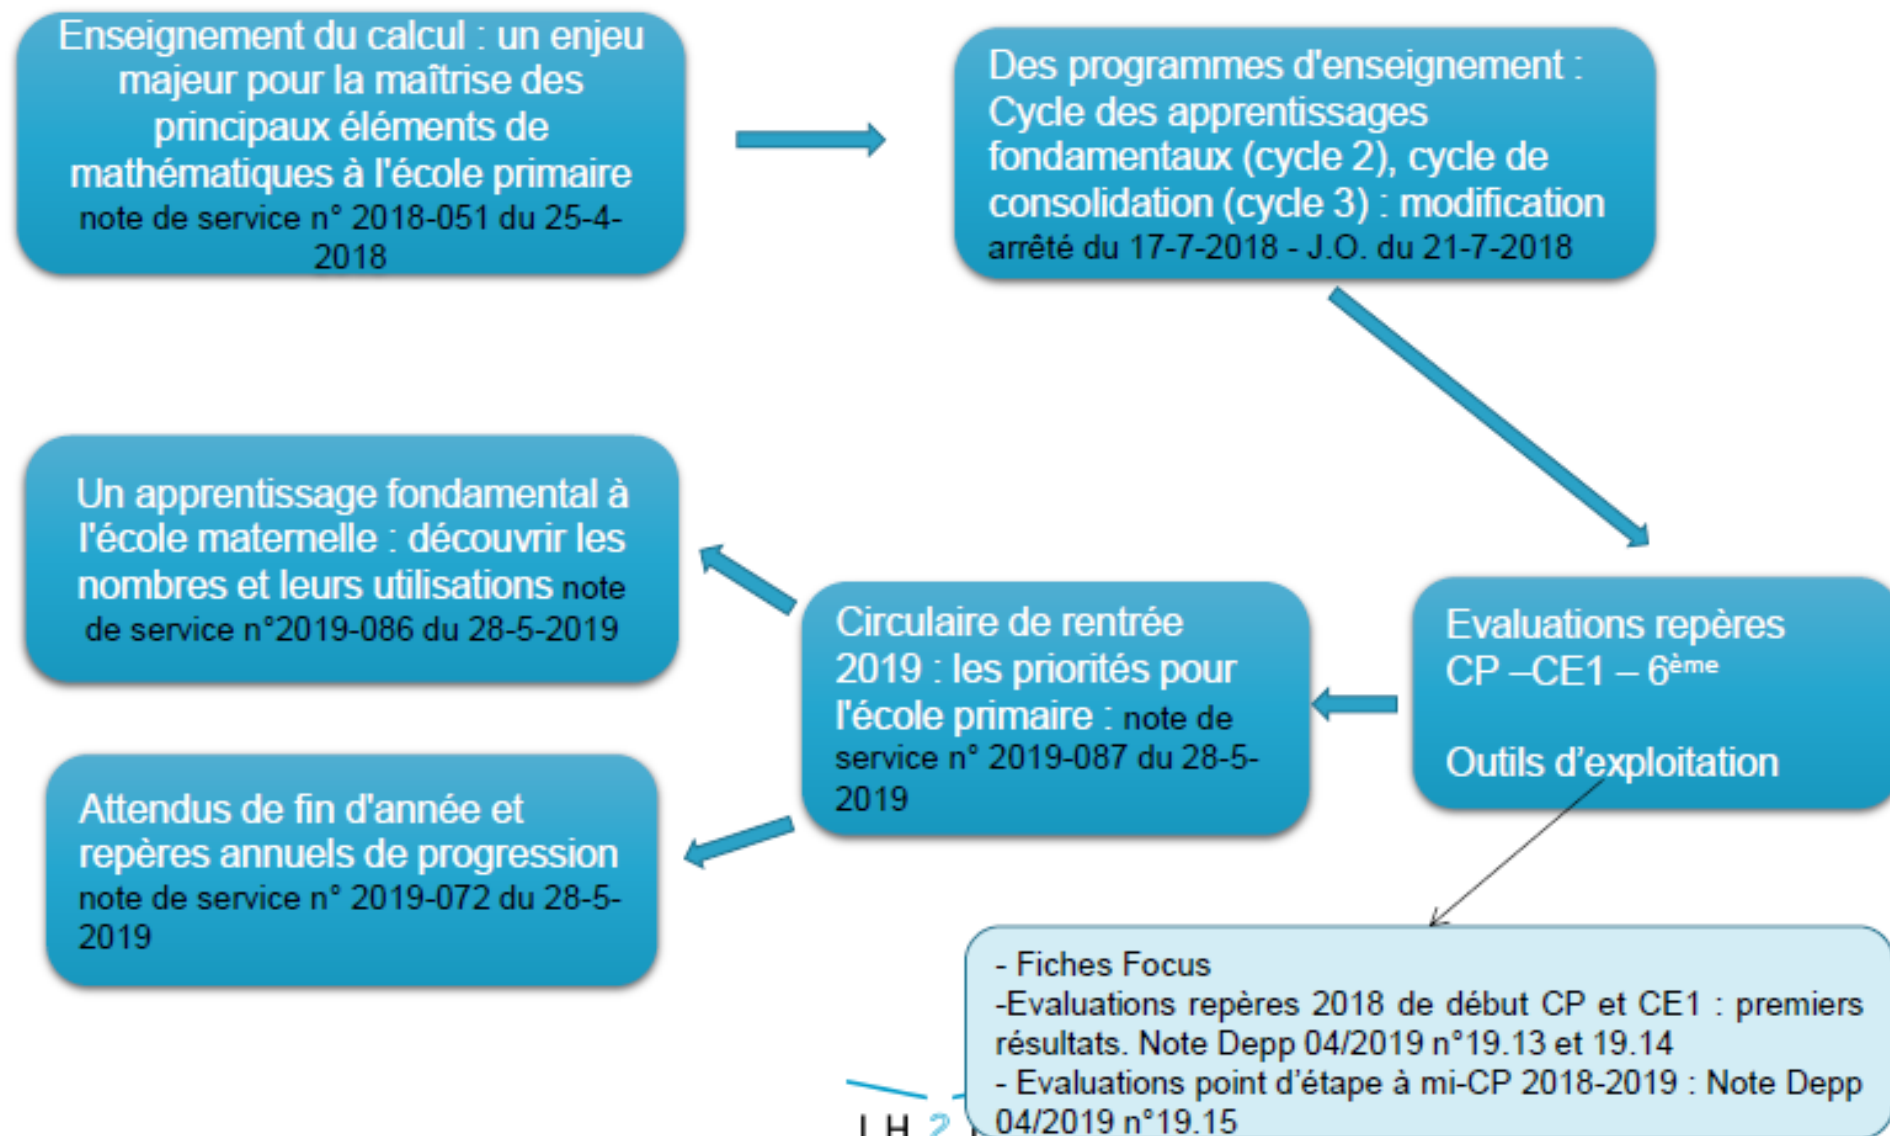 Enseignement du calcul : un enjeu
majeur pour la maîtrise des
principaux éléments de
mathématiques à l'école primaire
note de service n° 2018-051 du 25-4-
2018
Des programmes d'enseignement :
Cycle des apprentissages
fondamentaux (cycle 2), cycle de
consolidation (cycle 3) : modification
arrêté du 17-7-2018 - J.O. du 21-7-2018
Evaluations repères
CP –CE1 – 6ème
Outils d'exploitation
Circulaire de rentrée
2019 : les priorités pour
l'école primaire : note de
service n° 2019-087 du 28-5-
2019
Un apprentissage fondamental à
l'école maternelle : découvrir les
nombres et leurs utilisations note
de service n°2019-086 du 28-5-2019
Attendus de fin d'année et
repères annuels de progression
note de service n° 2019-072 du 28-5-
2019
- Fiches Focus
-Evaluations repères 2018 de début CP et CE1 : premiers
résultats. Note Depp 04/2019 n°19.13 et 19.14
- Evaluations point d'étape à mi-CP 2018-2019 : Note Depp
04/2019 n°19.15